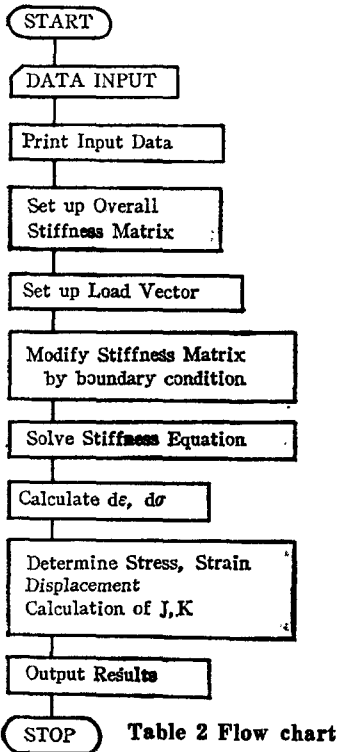 START
DATA INPUT
Print Input Data
Set up Overall
Stiffness Matrix
Set up Load Vector
Modify Stiffness Matrix
by boundary condition
Solve Stiffness Equation
Calculate dε, dσ
Determine Stress, Strain
Displacement
Calculation of J,K
Output Results
STOP
Table 2 Flow chart